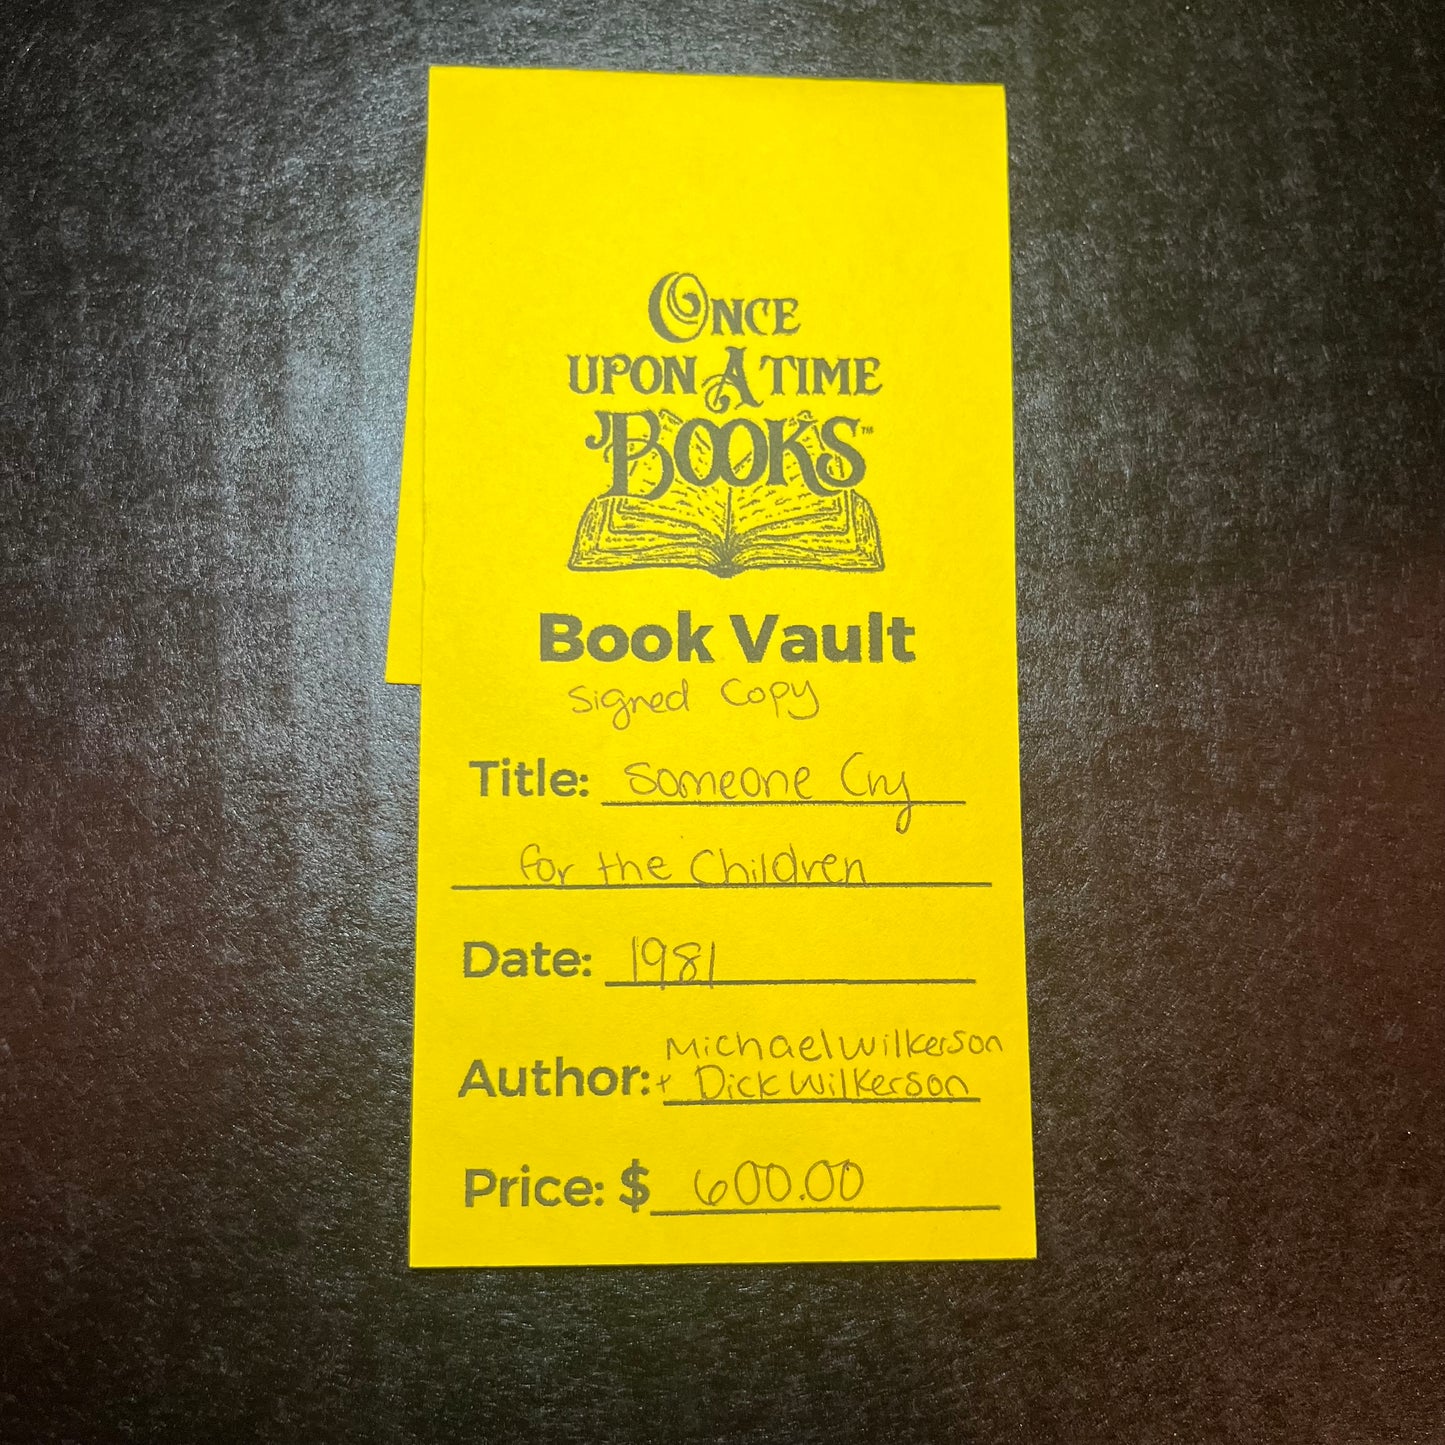 ONCE
UPON A TIME
BOOKS™
Book Vault
Signed Copy
Title: Someone Cry
for the Children
Date: 1981
Michael Wilkerson
Author: + Dick Wilkerson
Price: $ 600.00